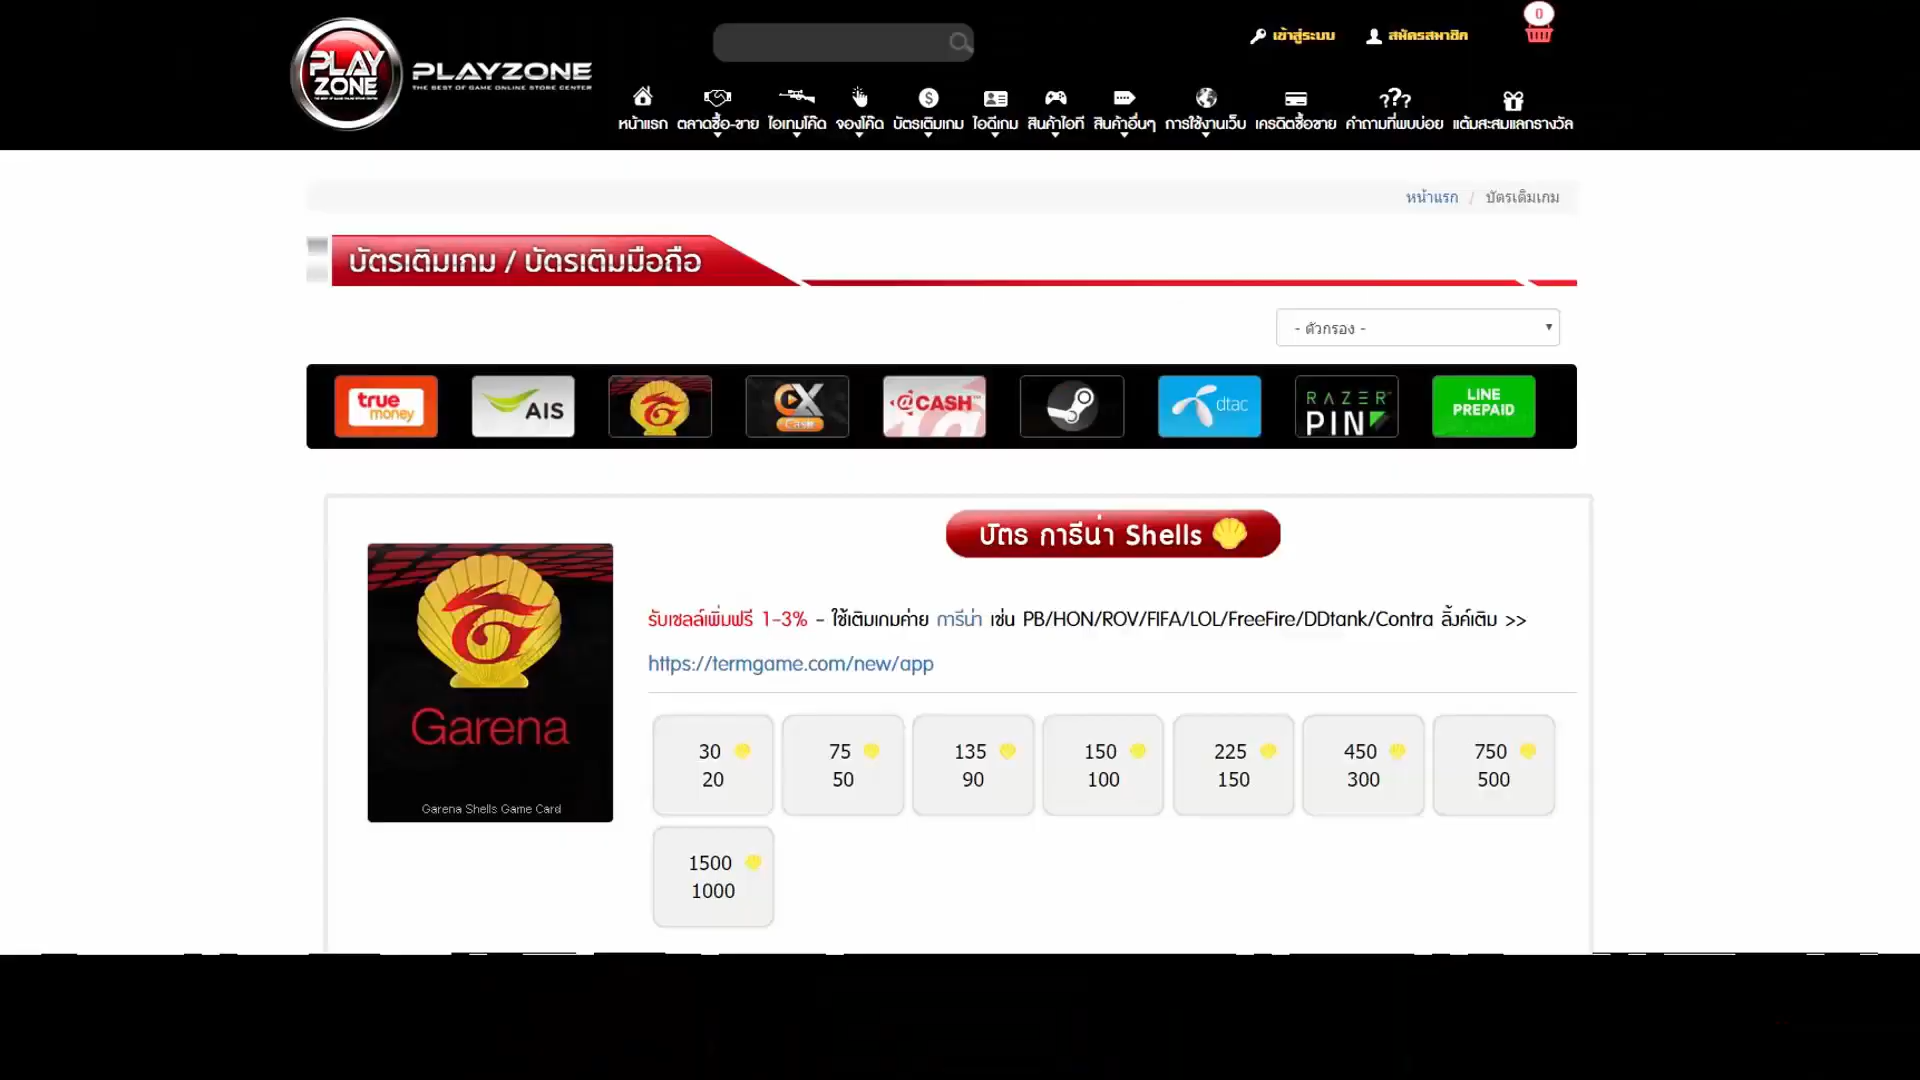 PLAY
ZONE
PLAYZONE
THE BEST OF GAME ONLINE STORE CENTER
เข้าสู่ระบบ
สมัครสมาชิก
0
หน้าแรก ตลาดซื้อ-ขาย ไอเทมโค๊ด จองโค๊ด บัตรเติมเกม ไอดีเกม สินค้าไอที สินค้าอื่นๆ การใช้งานเว็บ เครดิตซื้อขาย คำถามที่พบบ่อย แต้มสะสมแลกรางวัล
หน้าแรก / บัตรเติมเกม
บัตรเติมเกม / บัตรเติมมือถือ
- ตัวกรอง -
true
money
AIS
CX
Cash
@CASH
dtac
RAZER
PIN
LINE
PREPAID
บัตร การีน่า Shells
รับเชลล์เพิ่มฟรี 1-3% - ใช้เติมเกมค่าย การีน่า เช่น PB/HON/ROV/FIFA/LOL/FreeFire/DDtank/Contra ลิ้งค์เติม >>
https://termgame.com/new/app
Garena
Garena Shells Game Card
30
20
75
50
135
90
150
100
225
150
450
300
750
500
1500
1000